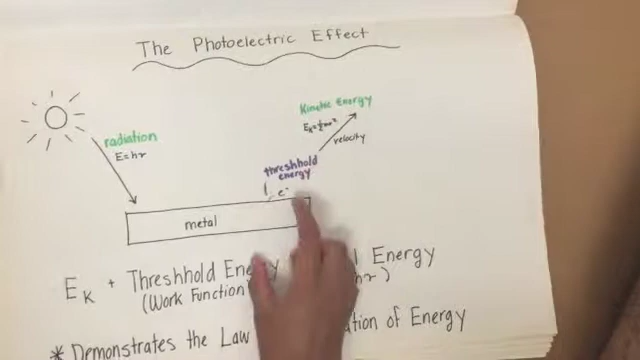 The Photoelectric Effect
Kinetic Energy
radiation
E=hν
velocity
threshhold
energy
e-
metal
EK + Threshhold Ene
l Energy
(Work Function
* Demonstrates the Law
ation of Energy